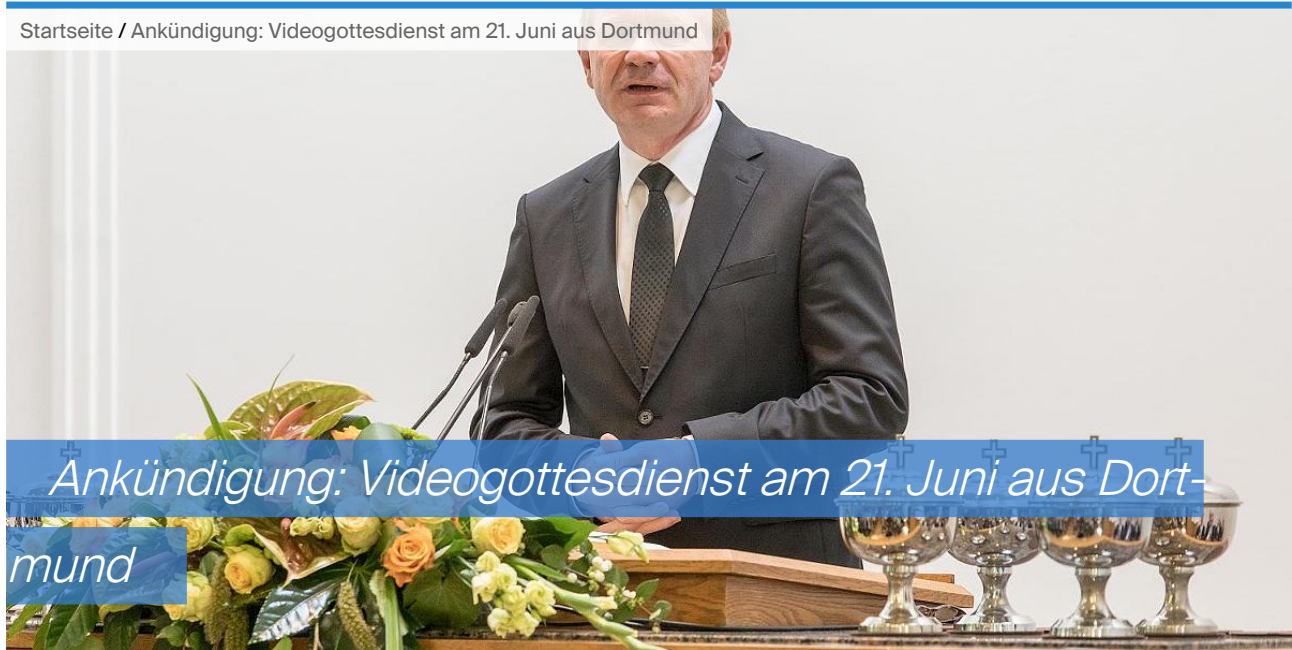 Startseite / Ankündigung: Videogottesdienst am 21. Juni aus Dortmund
Ankündigung: Videogottesdienst am 21. Juni aus Dort-
mund